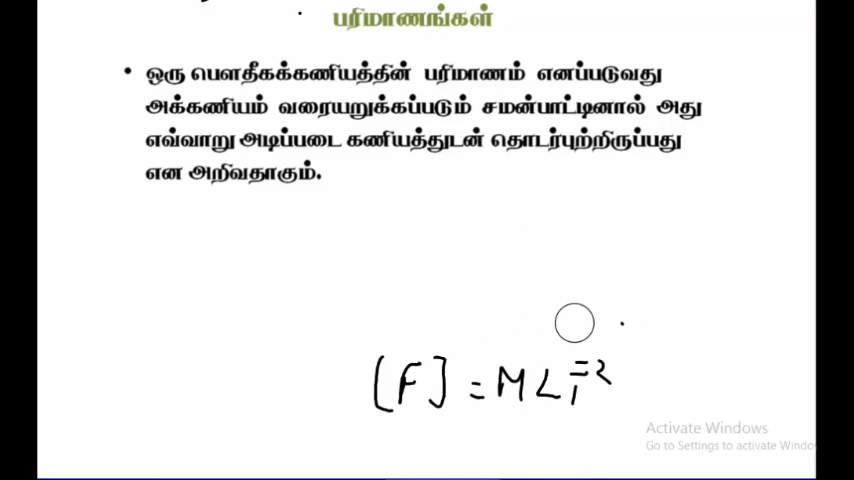 பரிமாணங்கள்
• ஒரு பௌதீகக்கணியத்தின் பரிமாணம் எனப்படுவது
அக்கணியம் வரையறுக்கப்படும் சமன்பாட்டினால் அது
எவ்வாறு அடிப்படை கணியத்துடன் தொடர்புற்றிருப்பது
என அறிவதாகும்.
[F] = MLT⁻²
Activate Windows
Go to Settings to activate Windo